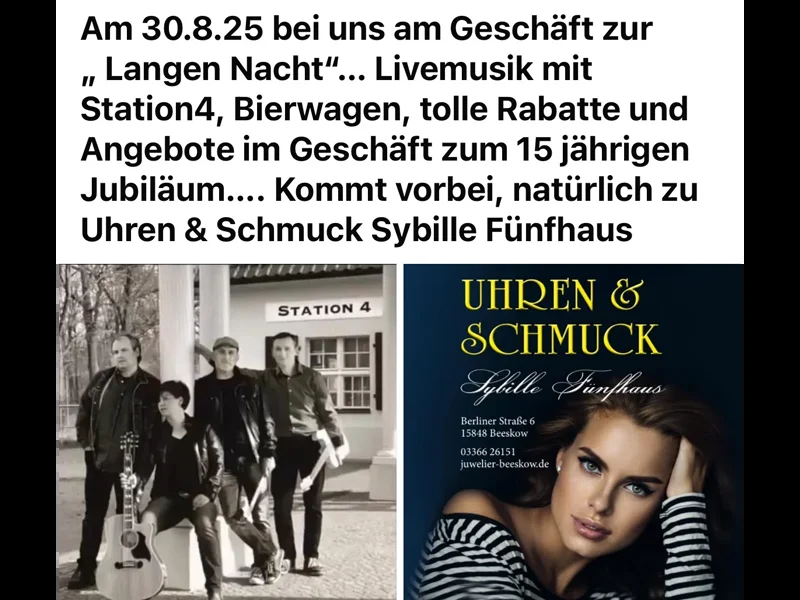 Am 30.8.25 bei uns am Geschäft zur
„ Langen Nacht“... Livemusik mit
Station4, Bierwagen, tolle Rabatte und
Angebote im Geschäft zum 15 jährigen
Jubiläum.... Kommt vorbei, natürlich zu
Uhren & Schmuck Sybille Fünfhaus
STATION 4
UHREN &
SCHMUCK
Sybille Fünfhaus
Berliner Straße 6
15848 Beeskow
03366 26151
juwelier-beeskow.de